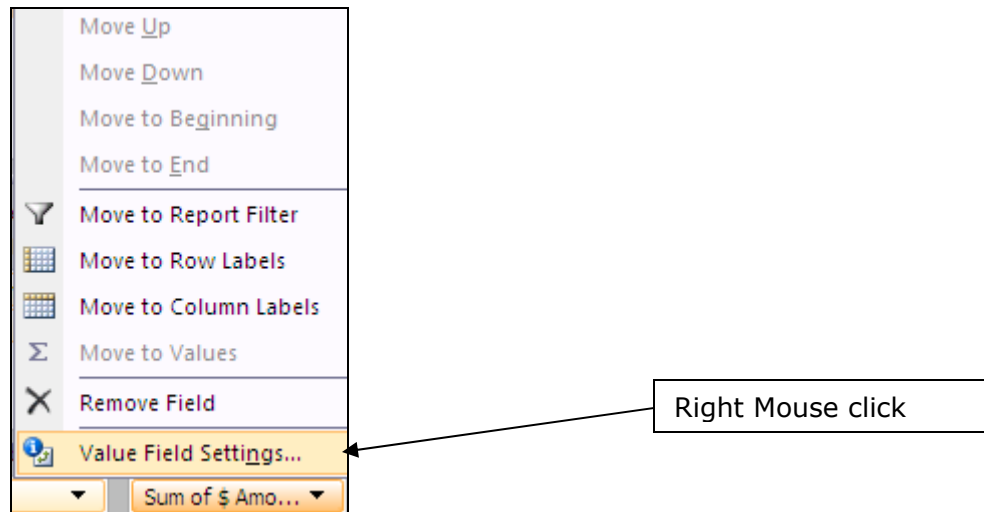 Move Up
Move Down
Move to Beginning
Move to End
Move to Report Filter
Move to Row Labels
Move to Column Labels
Σ Move to Values
Remove Field
Right Mouse click
Value Field Settings...
Sum of $ Amo...